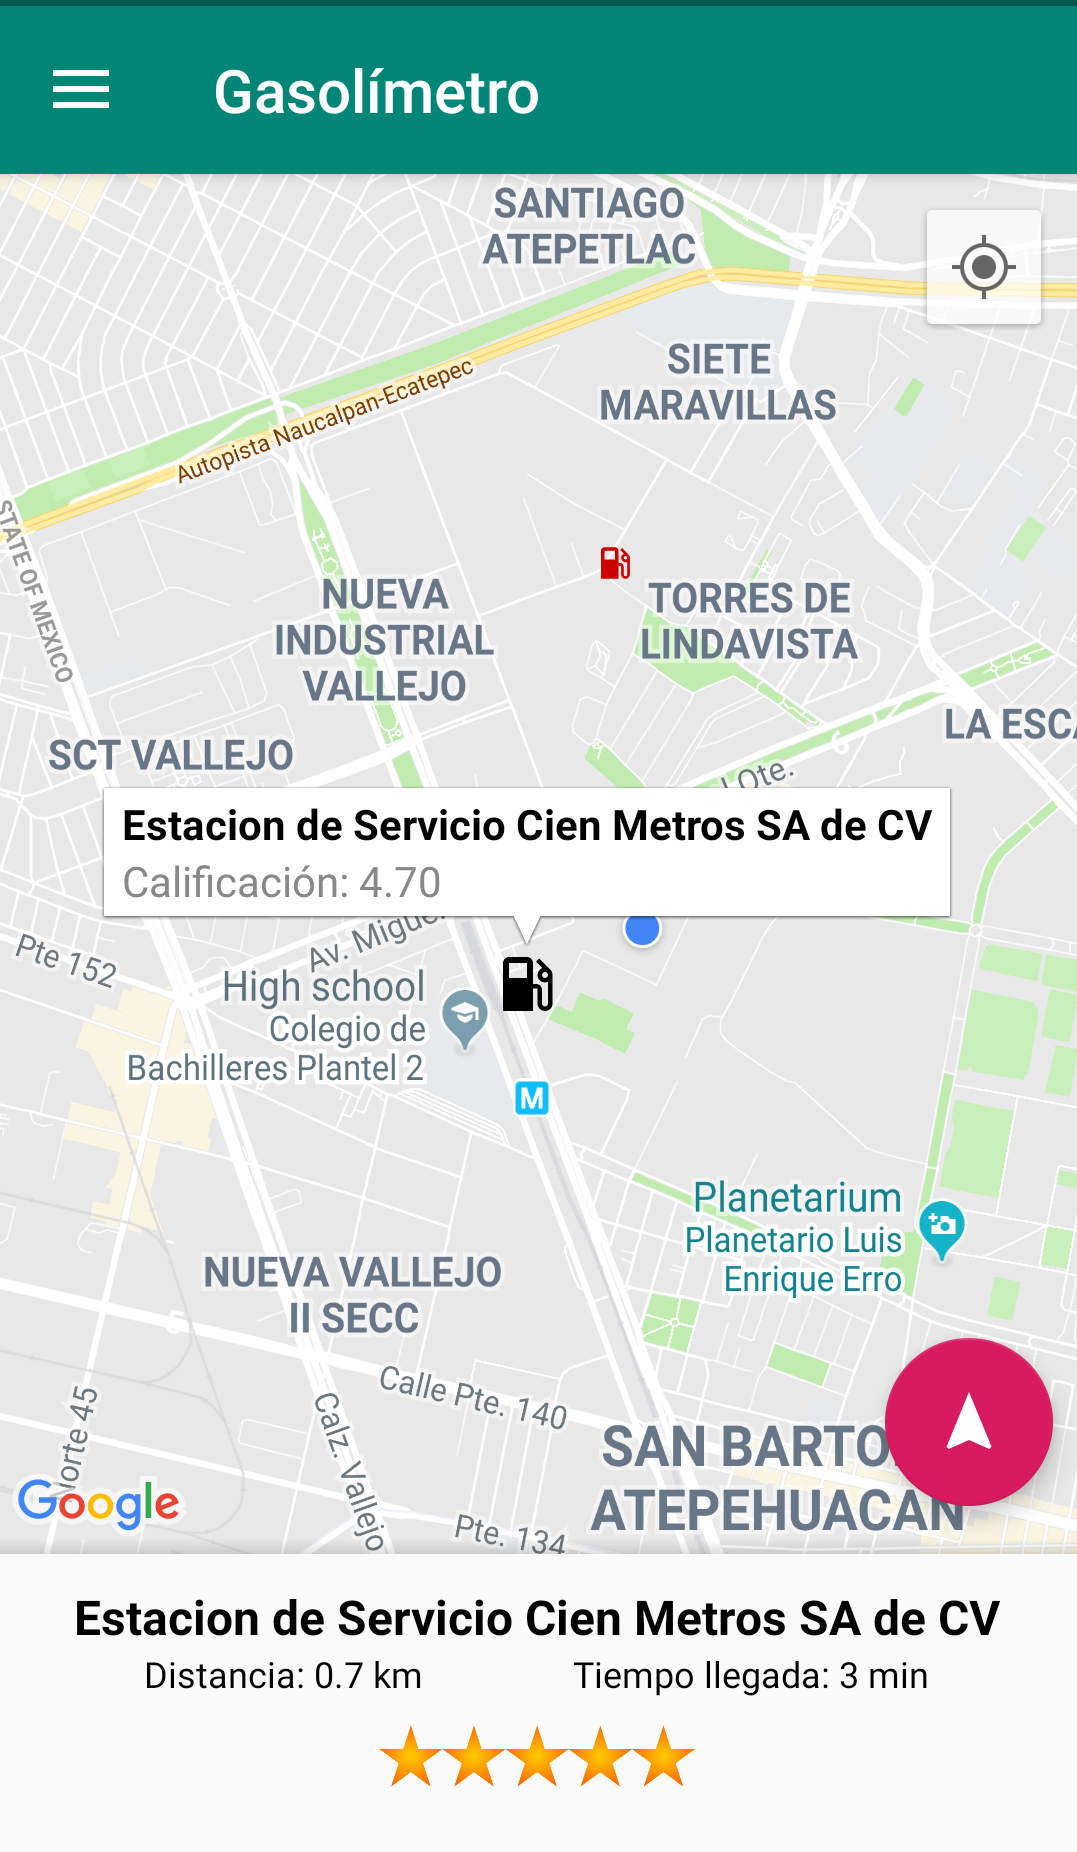 Gasolímetro
SANTIAGO
ATEPETLAC
SIETE
MARAVILLAS
Autopista Naucalpan-Ecatepec
STATE OF MEXICO
NUEVA
INDUSTRIAL
VALLEJO
TORRES DE
LINDAVISTA
LA ESCA
SCT VALLEJO
6
l Ote.
Estacion de Servicio Cien Metros SA de CV
Calificación: 4.70
Av. Miguel
Pte 152
High school
Colegio de
Bachilleres Plantel 2
M
Planetarium
Planetario Luis
Enrique Erro
NUEVA VALLEJO
II SECC
5
Calle Pte. 140
Norte 45
Calz. Vallejo
SAN BARTO
ATEPEHUACAN
Google
Pte. 134
Estacion de Servicio Cien Metros SA de CV
Distancia: 0.7 km
Tiempo llegada: 3 min